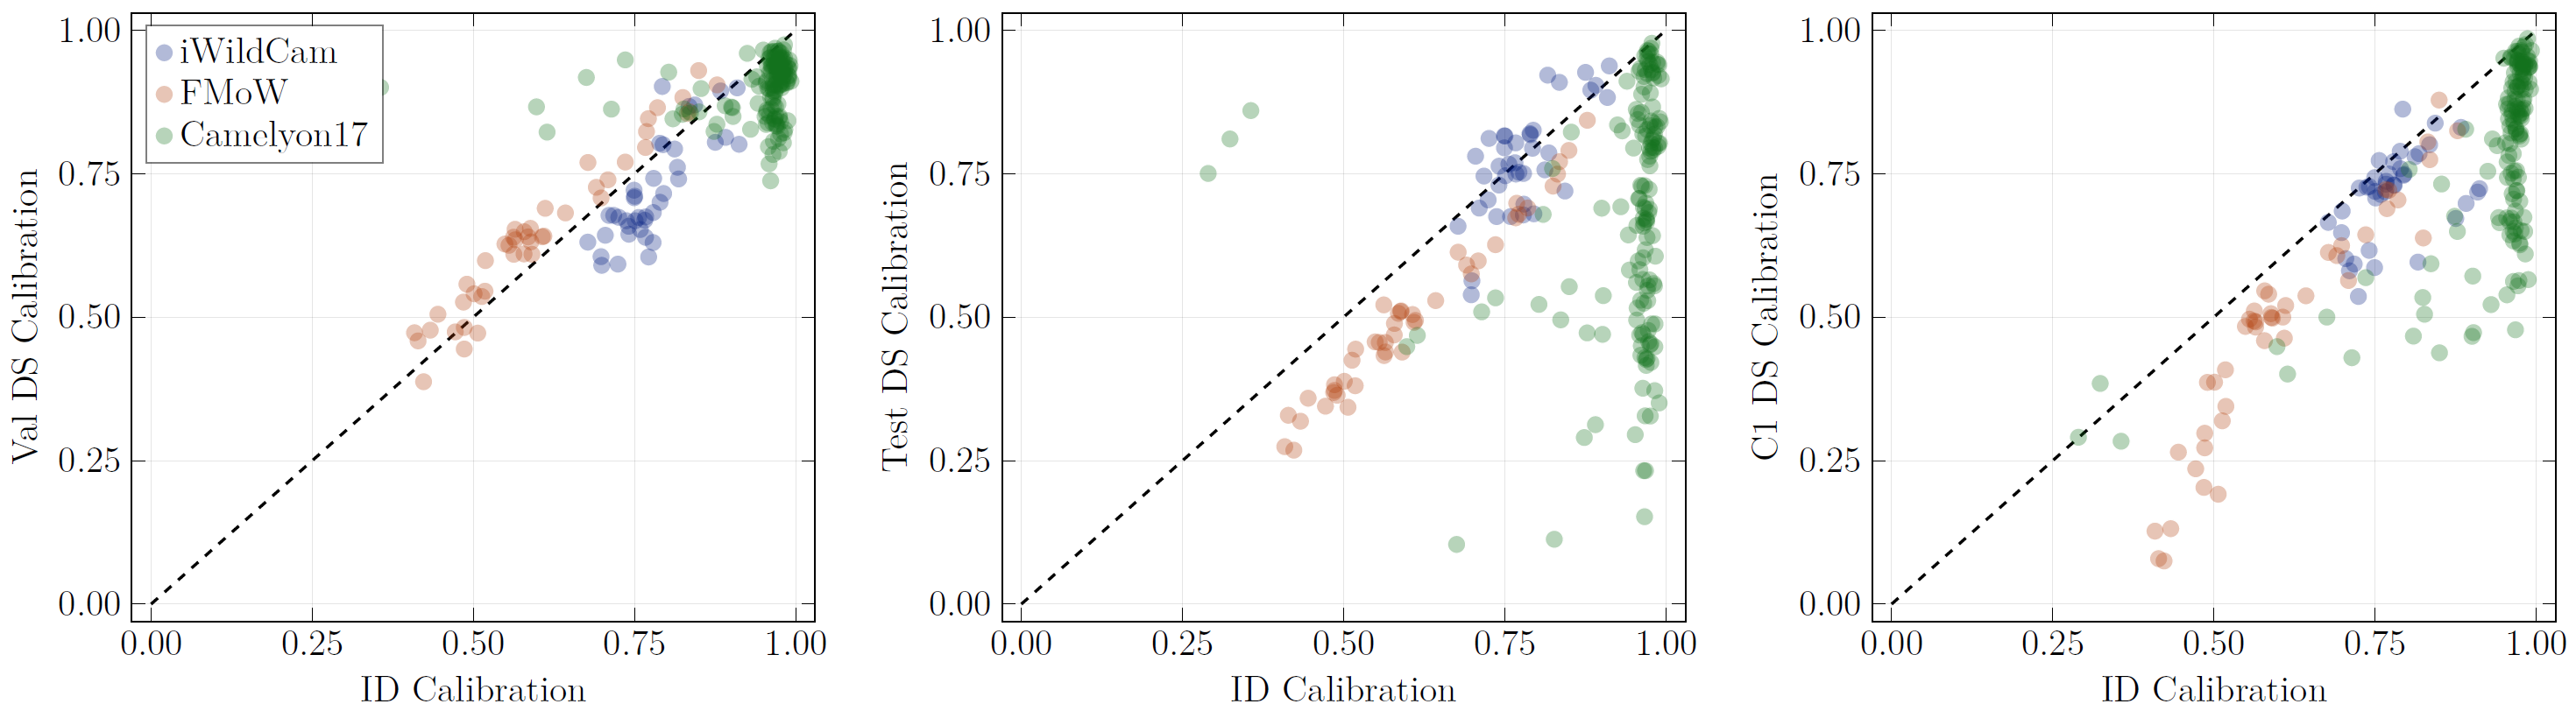 Val DS Calibration
1.00
0.75
0.50
0.25
0.00
iWildCam
FMoW
Camelyon17
0.00 0.25 0.50 0.75 1.00
ID Calibration
Test DS Calibration
1.00
0.75
0.50
0.25
0.00
0.00 0.25 0.50 0.75 1.00
ID Calibration
C1 DS Calibration
1.00
0.75
0.50
0.25
0.00
0.00 0.25 0.50 0.75 1.00
ID Calibration